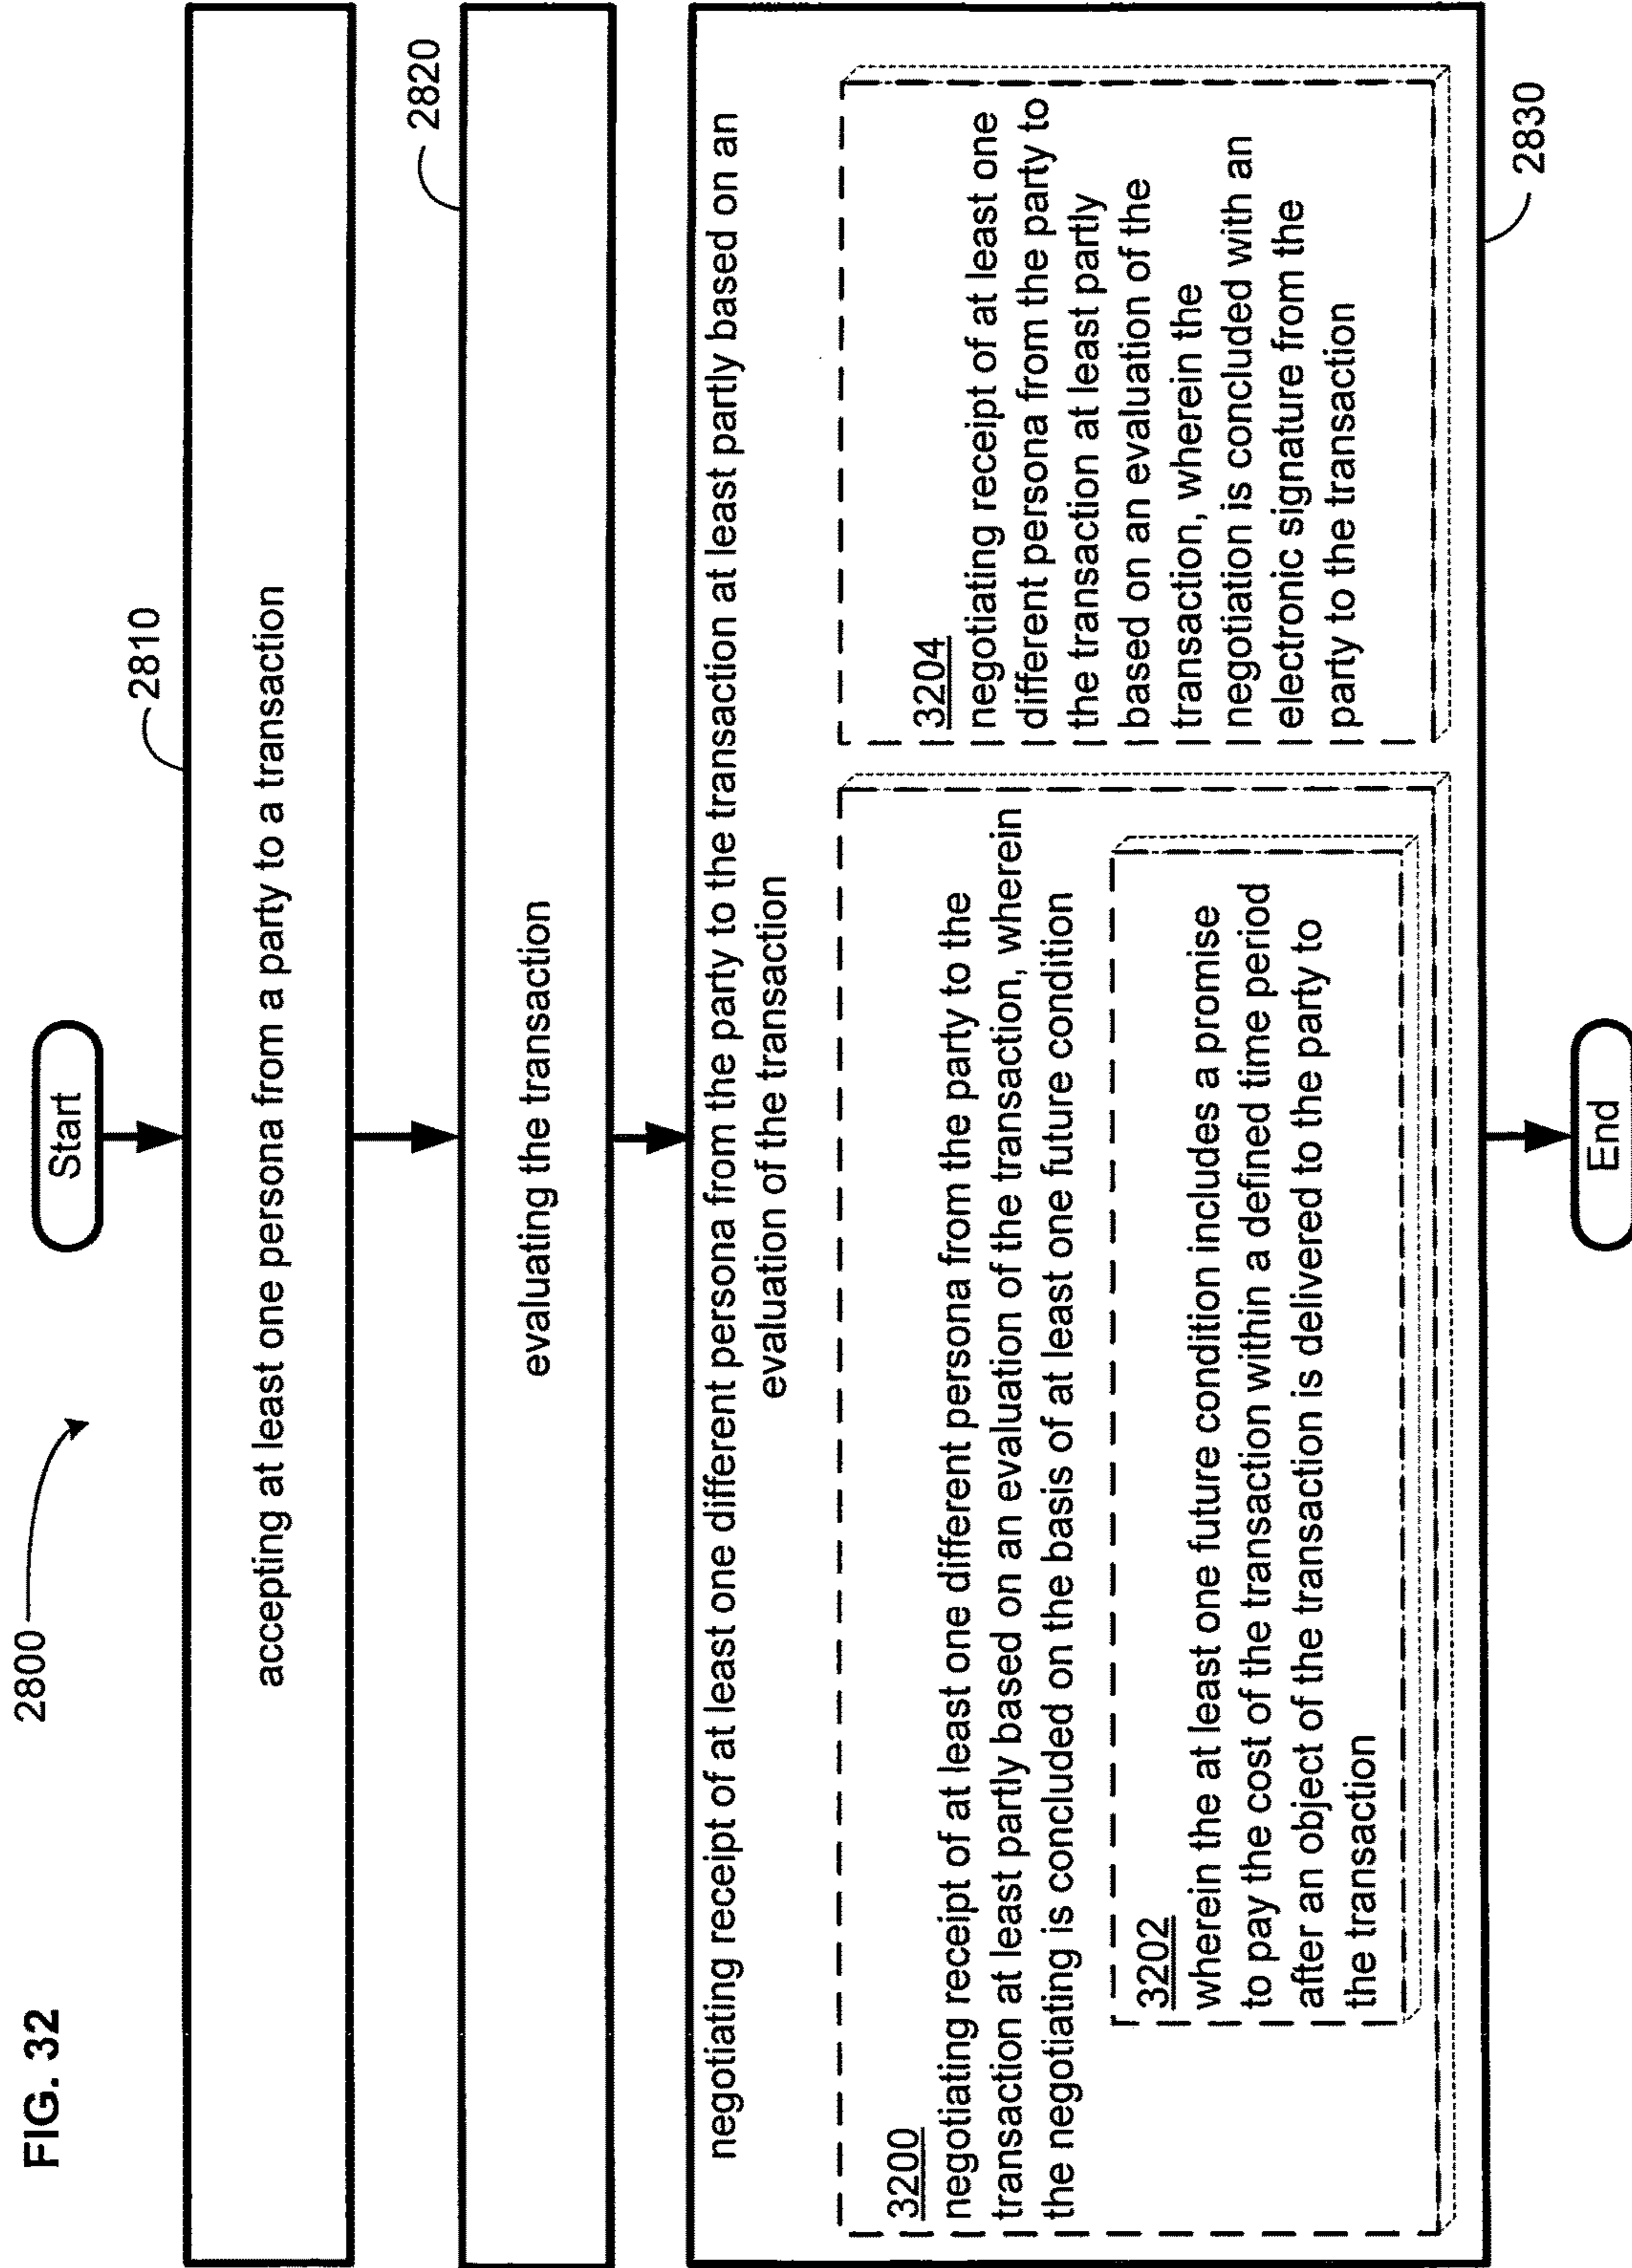 FIG. 32
2800
Start
2810
accepting at least one persona from a party to a transaction
2820
evaluating the transaction
negotiating receipt of at least one different persona from the party to the transaction at least partly based on an
evaluation of the transaction
3200
negotiating receipt of at least one different persona from the party to the
transaction at least partly based on an evaluation of the transaction, wherein
the negotiating is concluded on the basis of at least one future condition
3202
wherein the at least one future condition includes a promise
to pay the cost of the transaction within a defined time period
after an object of the transaction is delivered to the party to
the transaction
3204
negotiating receipt of at least one
different persona from the party to
the transaction at least partly
based on an evaluation of the
transaction, wherein the
negotiation is concluded with an
electronic signature from the
party to the transaction
2830
End